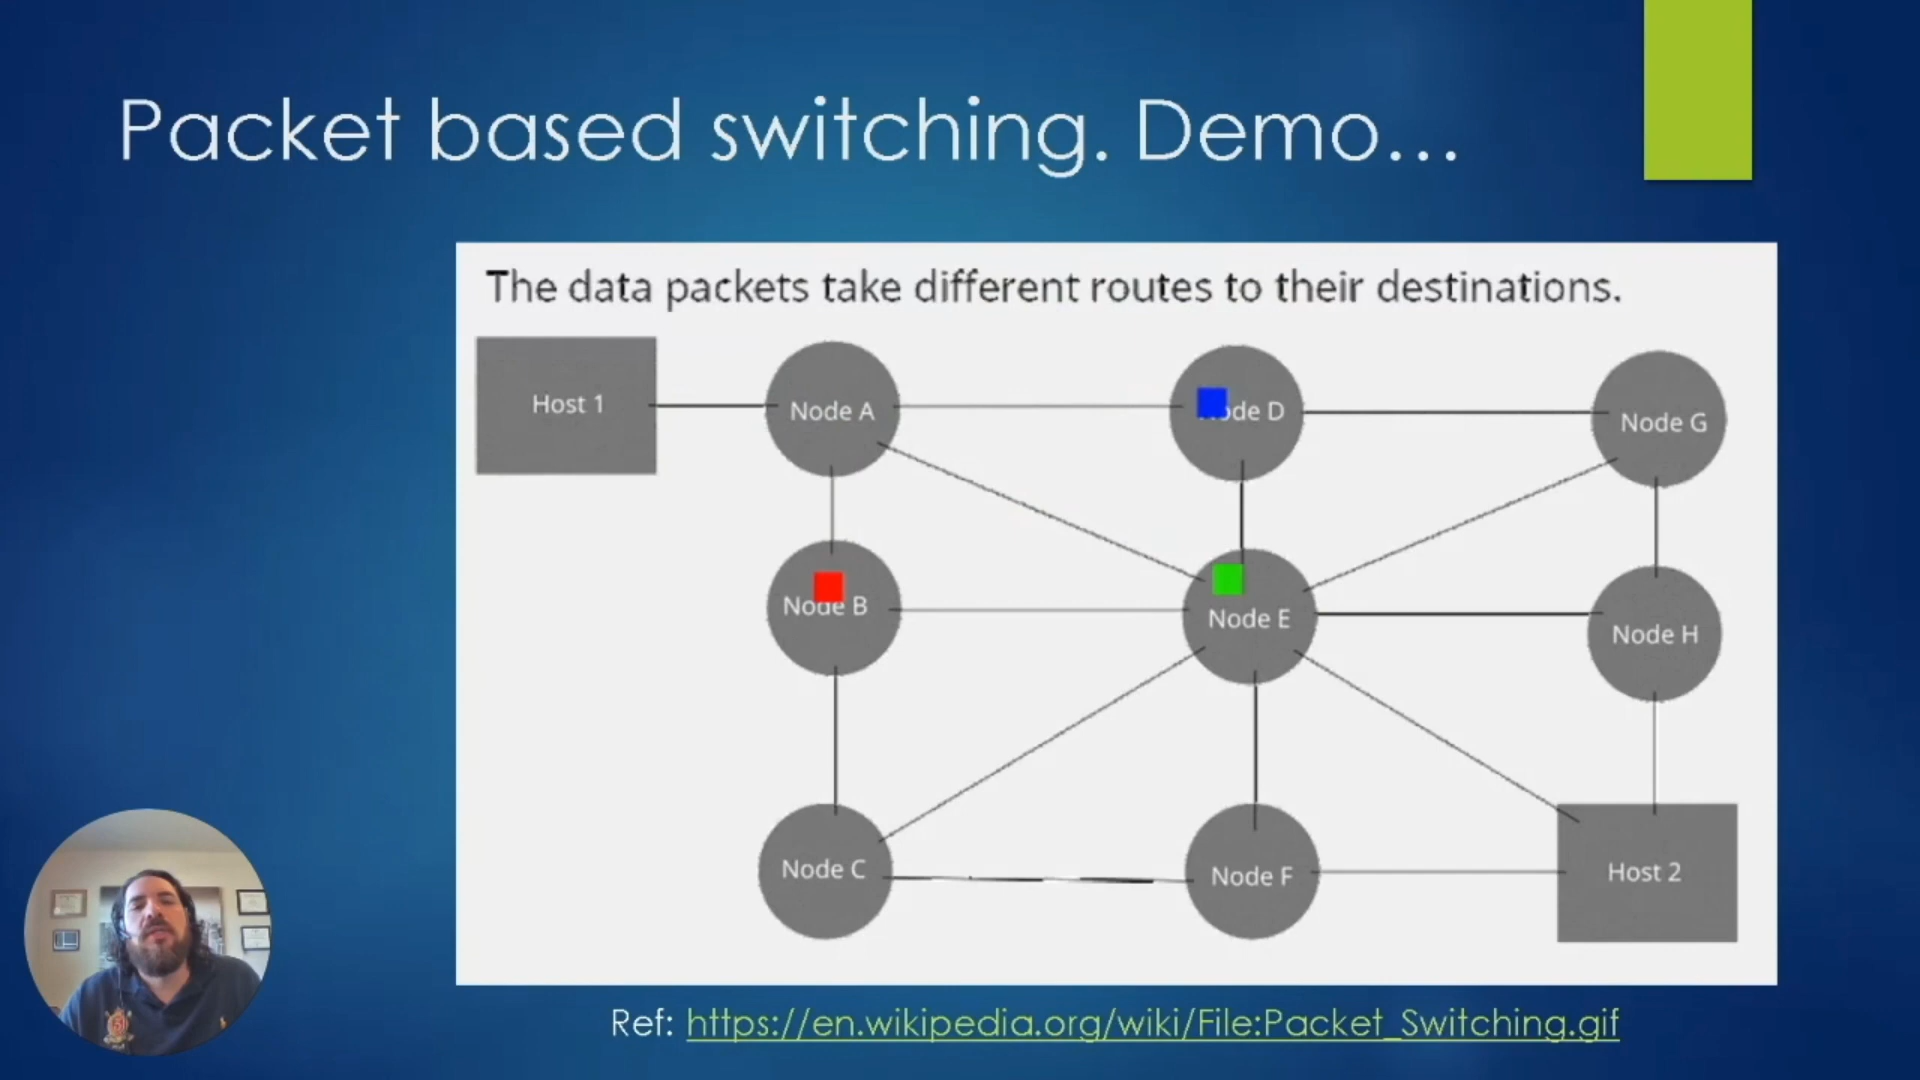 Packet based switching. Demo...
The data packets take different routes to their destinations.
Host 1
Node A
ode D
Node G
Node B
Node E
Node H
Node C
Node F
Host 2
Ref: https://en.wikipedia.org/wiki/File:Packet_Switching.gif